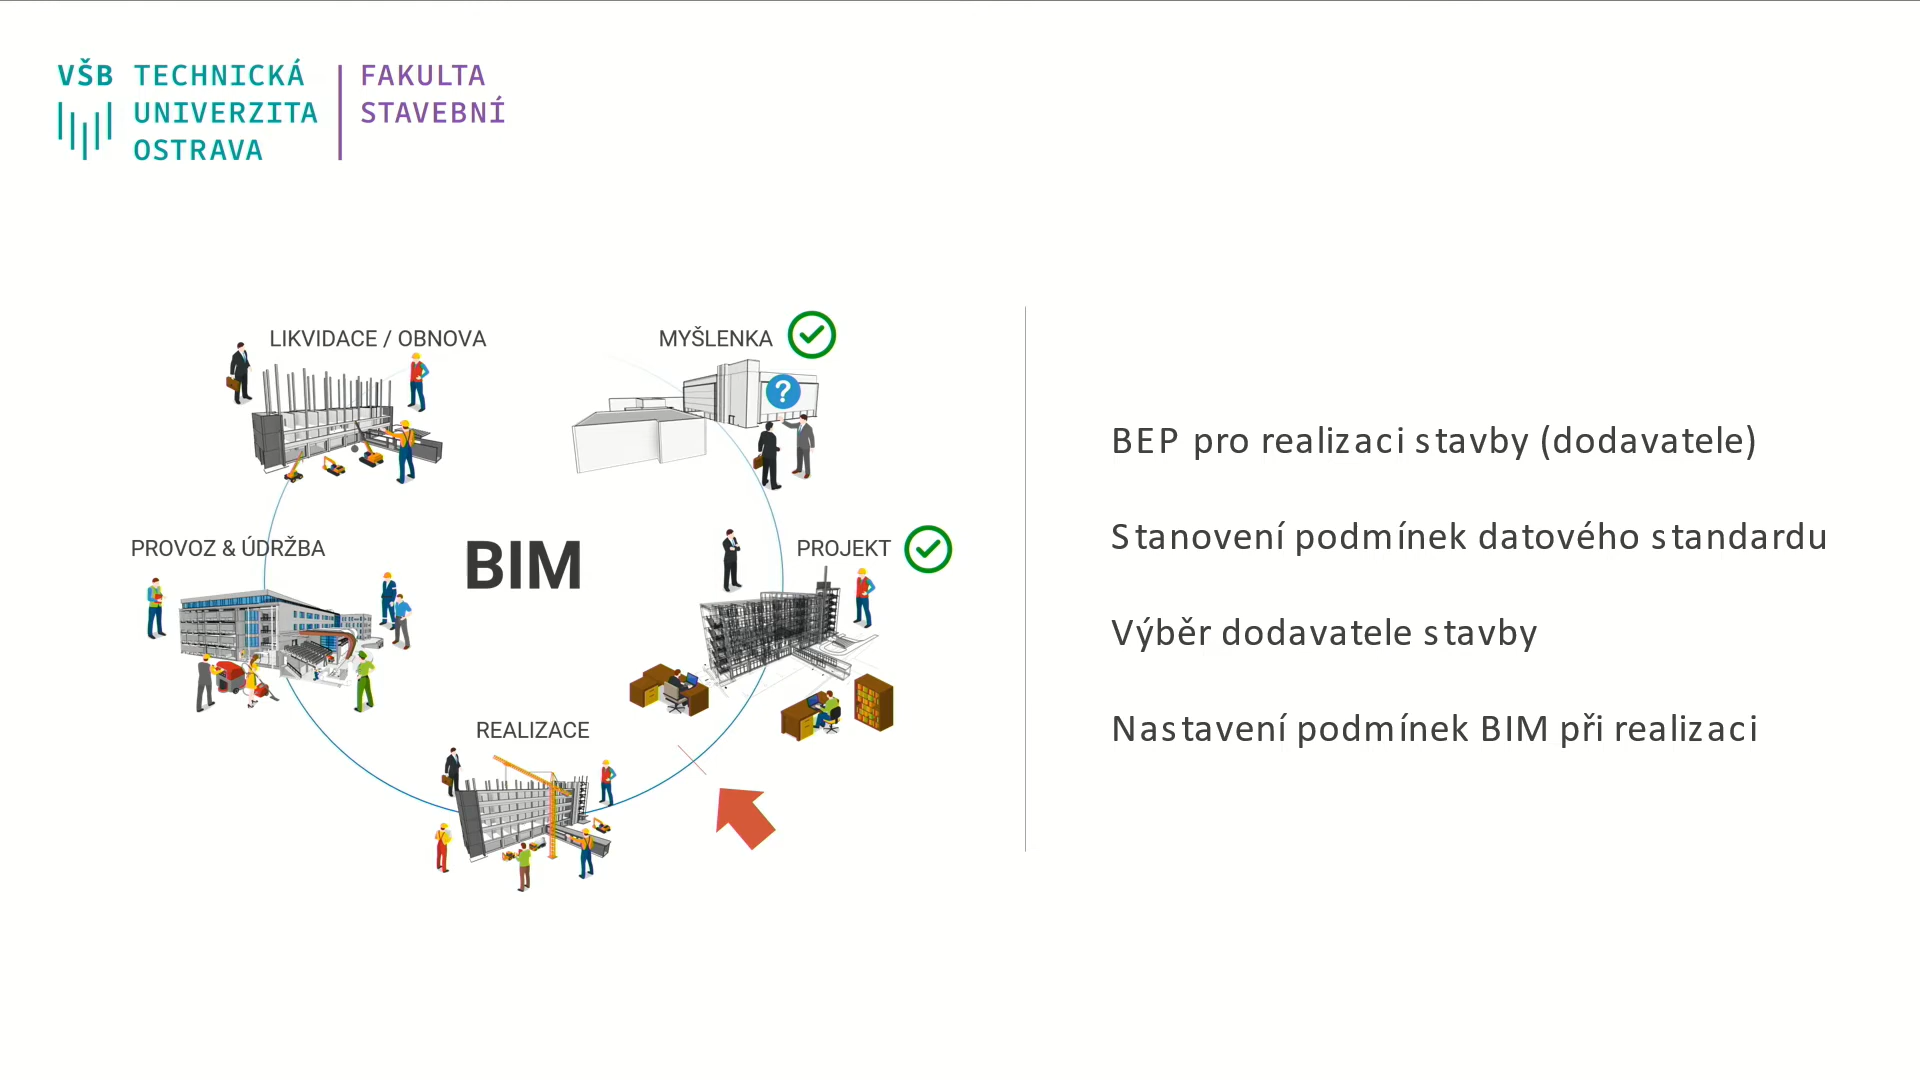 VŠB TECHNICKÁ
UNIVERZITA
OSTRAVA
FAKULTA
STAVEBNÍ
LIKVIDACE / OBNOVA
MYŠLENKA
?
PROVOZ & ÚDRŽBA
BIM
PROJEKT
REALIZACE
BEP pro realizaci stavby (dodavatele)
Stanovení podmínek datového standardu
Výběr dodavatele stavby
Nastavení podmínek BIM při realizaci